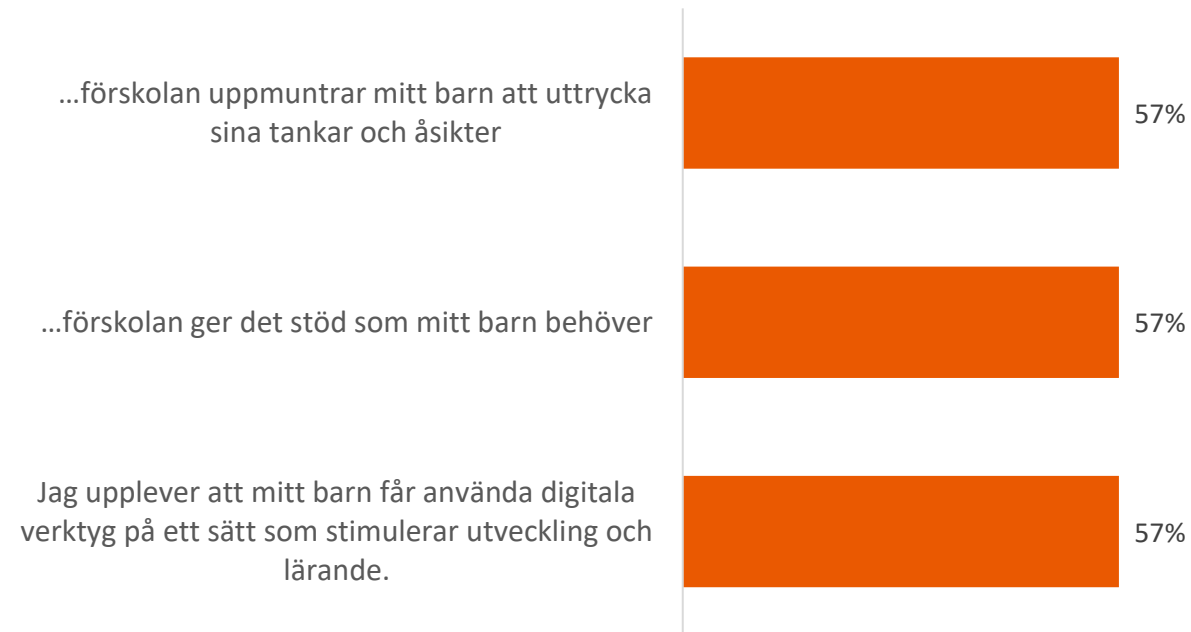 …förskolan uppmuntrar mitt barn att uttrycka
sina tankar och åsikter
57%
…förskolan ger det stöd som mitt barn behöver
57%
Jag upplever att mitt barn får använda digitala
verktyg på ett sätt som stimulerar utveckling och
lärande.
57%